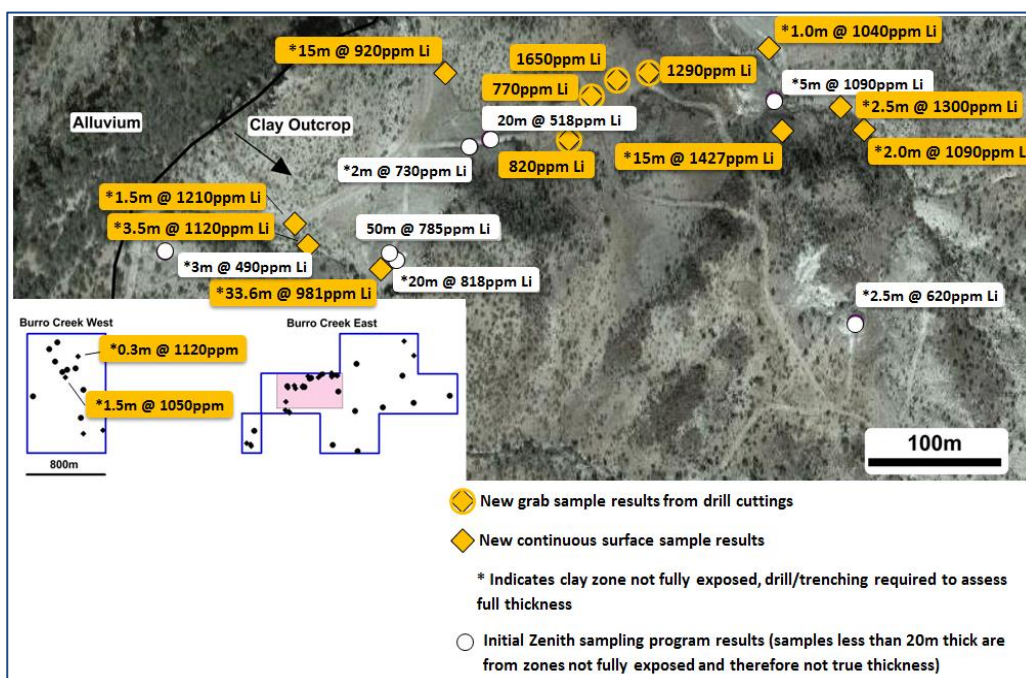 *1.0m @ 1040ppm Li
*15m @ 920ppm Li
1650ppm Li
1290ppm Li
770ppm Li
*5m @ 1090ppm Li
*2.5m @ 1300ppm Li
20m @ 518ppm Li
Alluvium
Clay Outcrop
*2m @ 730ppm Li
820ppm Li
*15m @ 1427ppm Li
*2.0m @ 1090ppm Li
*1.5m @ 1210ppm Li
*3.5m @ 1120ppm Li
50m @ 785ppm Li
*3m @ 490ppm Li
*20m @ 818ppm Li
*33.6m @ 981ppm Li
*2.5m @ 620ppm Li
Burro Creek West
Burro Creek East
*0.3m @ 1120ppm
*1.5m @ 1050ppm
800m
100m
New grab sample results from drill cuttings
New continuous surface sample results
* Indicates clay zone not fully exposed, drill/trenching required to assess
full thickness
Initial Zenith sampling program results (samples less than 20m thick are
from zones not fully exposed and therefore not true thickness)